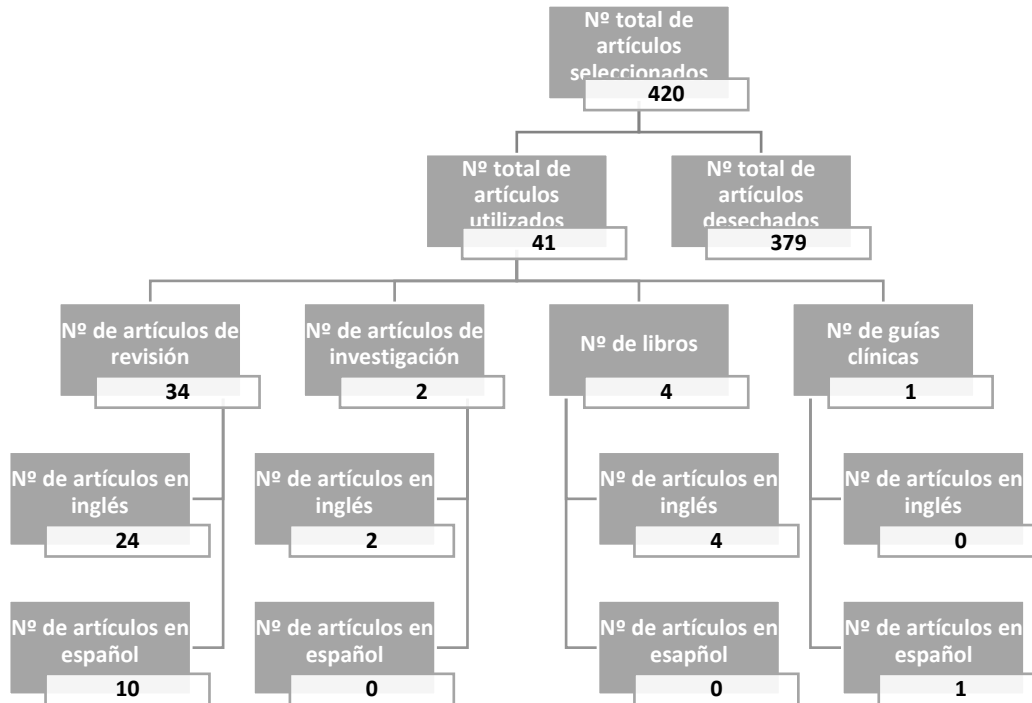 Nº total de
artículos
seleccionados
420
Nº total de
artículos
utilizados
41
Nº total de
artículos
desechados
379
Nº de artículos de
revisión
34
Nº de artículos de
investigación
2
Nº de libros
4
Nº de guías
clínicas
1
Nº de artículos en
inglés
24
Nº de artículos en
inglés
2
Nº de artículos en
inglés
4
Nº de artículos en
inglés
0
Nº de artículos en
español
10
Nº de artículos en
español
0
Nº de artículos en
esapñol
0
Nº de artículos en
español
1